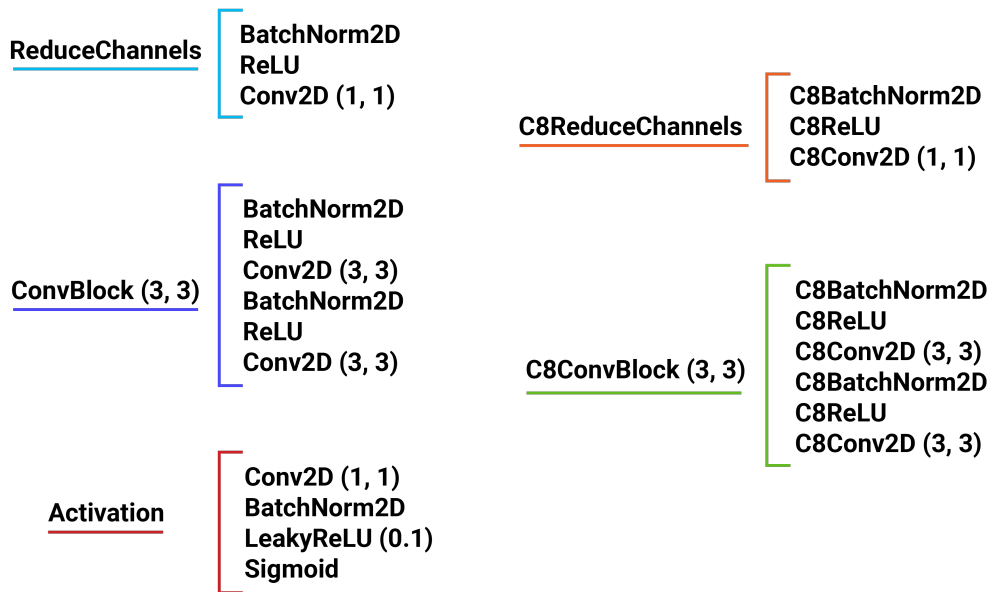 ReduceChannels
BatchNorm2D
ReLU
Conv2D (1, 1)
ConvBlock (3, 3)
BatchNorm2D
ReLU
Conv2D (3, 3)
BatchNorm2D
ReLU
Conv2D (3, 3)
Activation
Conv2D (1, 1)
BatchNorm2D
LeakyReLU (0.1)
Sigmoid
C8ReduceChannels
C8BatchNorm2D
C8ReLU
C8Conv2D (1, 1)
C8ConvBlock (3, 3)
C8BatchNorm2D
C8ReLU
C8Conv2D (3, 3)
C8BatchNorm2D
C8ReLU
C8Conv2D (3, 3)